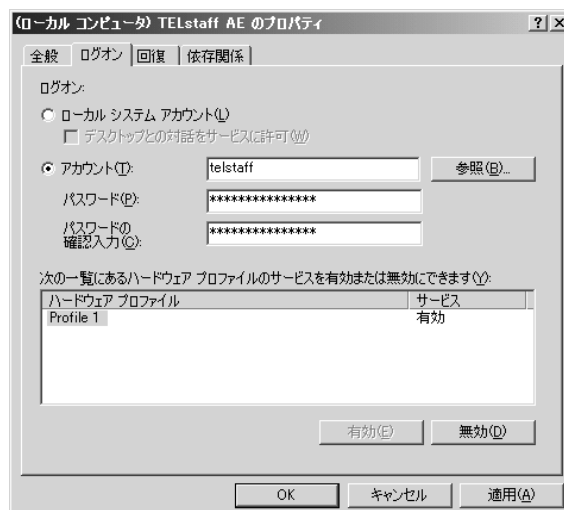 (ローカル コンピュータ) TELstaff AE のプロパティ
全般 ログオン 回復 依存関係
ログオン:
ローカル システム アカウント(L)
デスクトップとの対話をサービスに許可(W)
アカウント(T): telstaff 参照(B)...
パスワード(P): ***************
パスワードの
確認入力(C): ***************
次の一覧にあるハードウェア プロファイルのサービスを有効または無効にできます(Y):
ハードウェア プロファイル サービス
Profile 1 有効
有効(E) 無効(D)
OK キャンセル 適用(A)